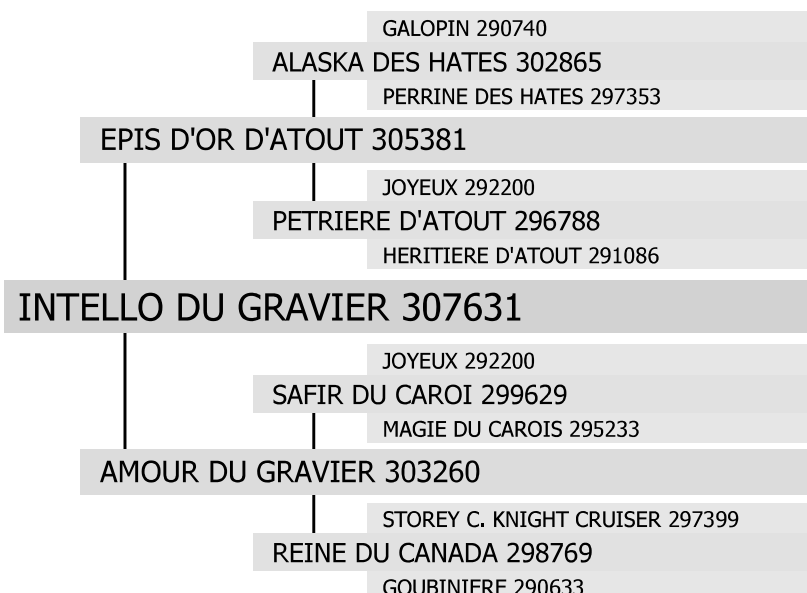 GALOPIN 290740
ALASKA DES HATES 302865
PERRINE DES HATES 297353
EPIS D'OR D'ATOUT 305381
JOYEUX 292200
PETRIERE D'ATOUT 296788
HERITIERE D'ATOUT 291086
INTELLO DU GRAVIER 307631
JOYEUX 292200
SAFIR DU CAROI 299629
MAGIE DU CAROIS 295233
AMOUR DU GRAVIER 303260
STOREY C. KNIGHT CRUISER 297399
REINE DU CANADA 298769
GOUBINIERE 290633